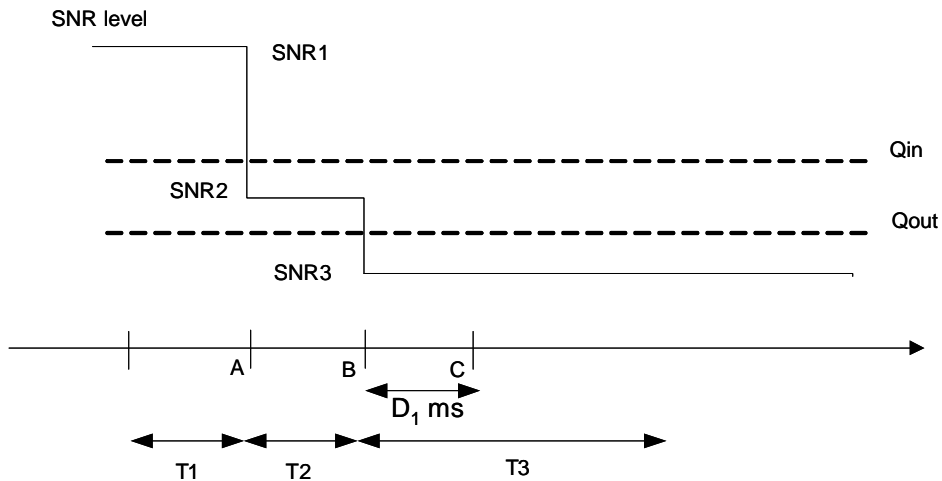 SNR level
SNR1
Qin
SNR2
Qout
SNR3
A B C
D₁ ms
T1 T2 T3